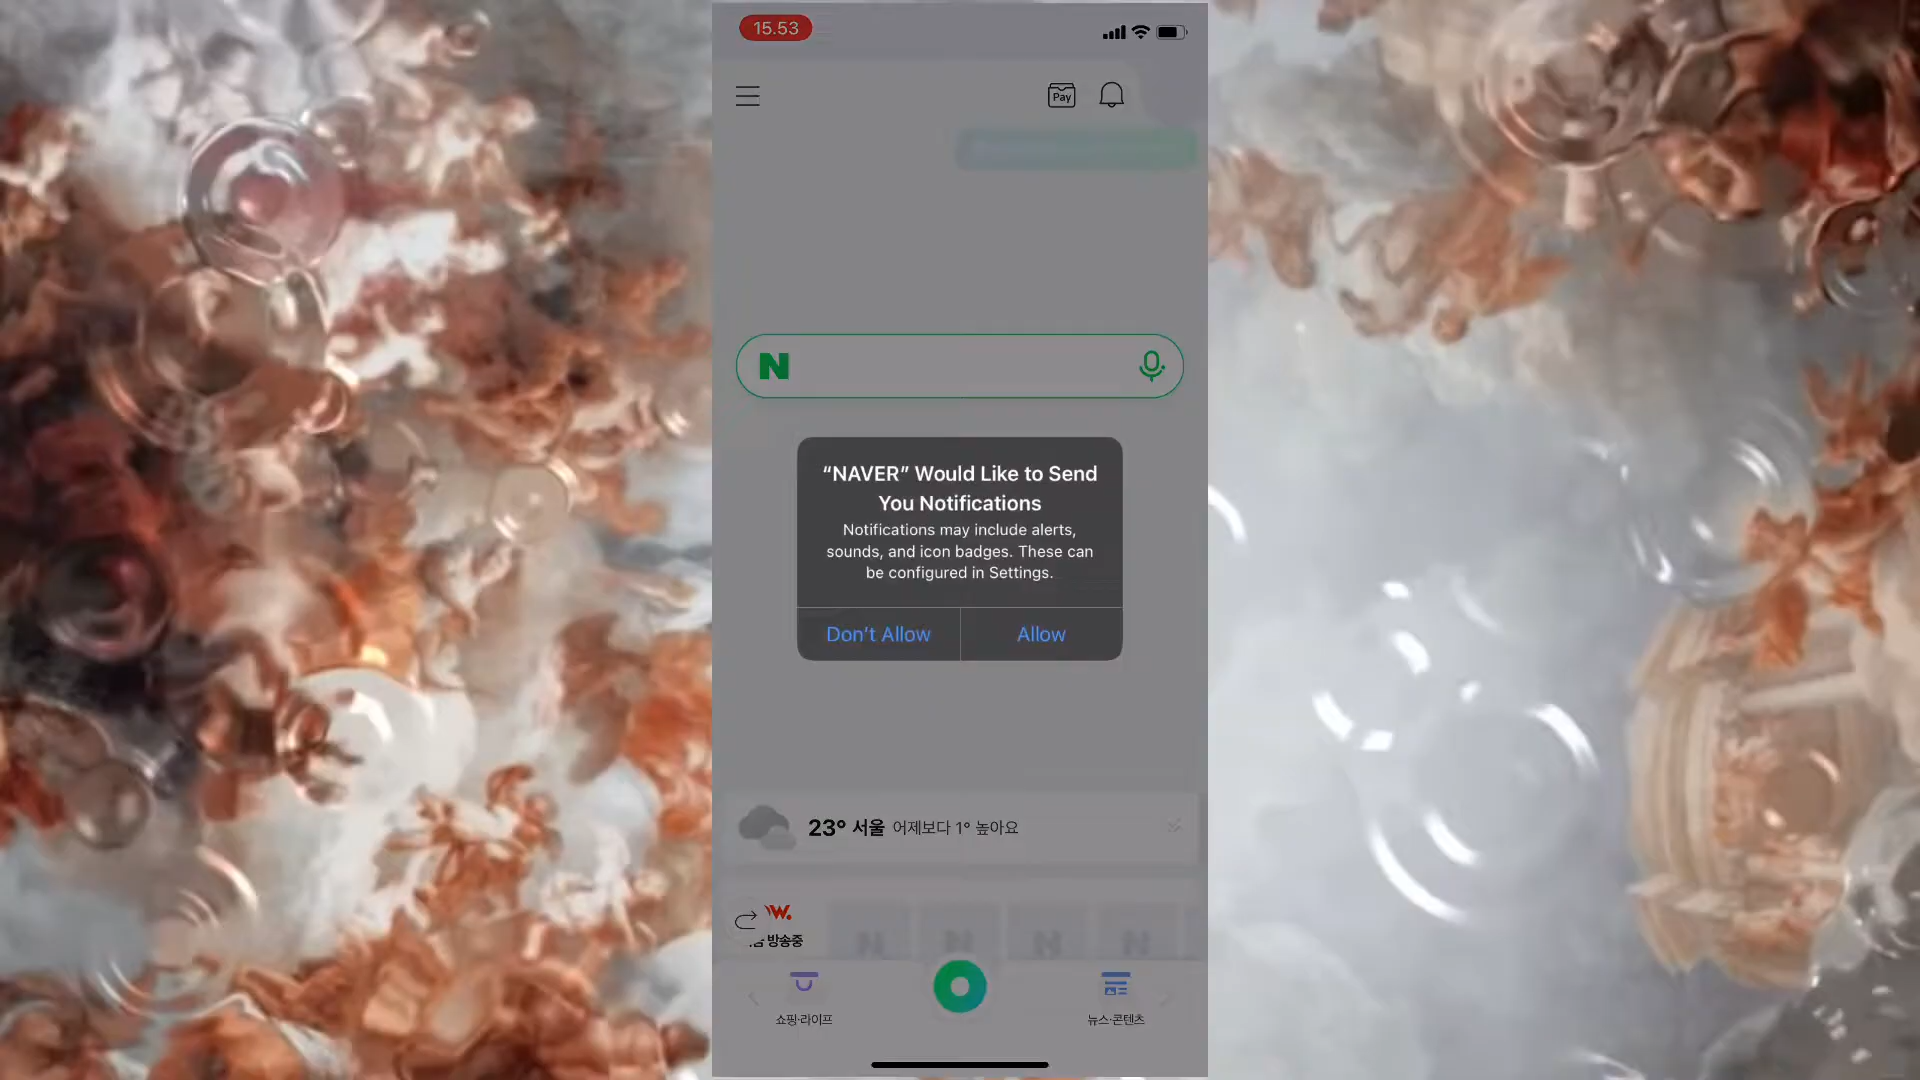 15.53
Pay
N
“NAVER” Would Like to Send
You Notifications
Notifications may include alerts,
sounds, and icon badges. These can
be configured in Settings.
Don’t Allow
Allow
23° 서울 어제보다 1° 높아요
W.
방송중
쇼핑·라이프
뉴스·콘텐츠